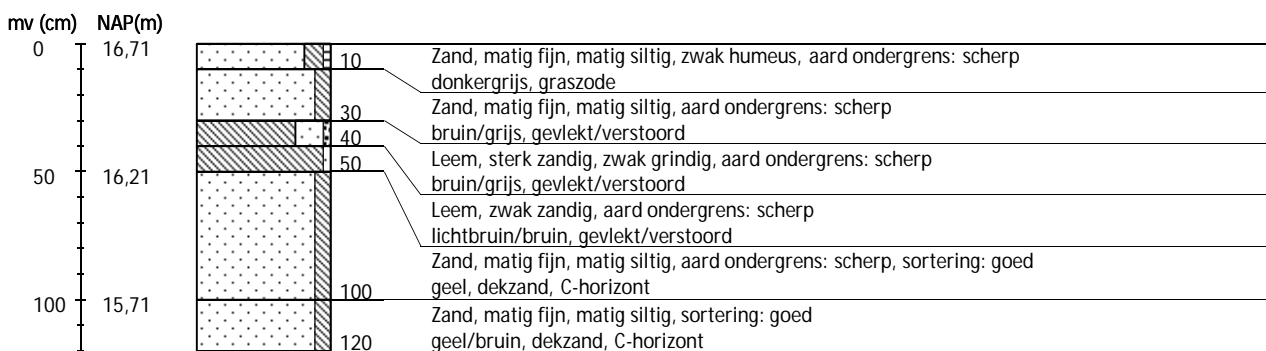 mv (cm) NAP(m)
0 16,71
10 Zand, matig fijn, matig siltig, zwak humeus, aard ondergrens: scherp
donkergrijs, graszode
30 Zand, matig fijn, matig siltig, aard ondergrens: scherp
bruin/grijs, gevlekt/verstoord
40 Leem, sterk zandig, zwak grindig, aard ondergrens: scherp
bruin/grijs, gevlekt/verstoord
50 16,21 50 Leem, zwak zandig, aard ondergrens: scherp
lichtbruin/bruin, gevlekt/verstoord
Zand, matig fijn, matig siltig, aard ondergrens: scherp, sortering: goed
100 geel, dekzand, C-horizont
100 15,71 Zand, matig fijn, matig siltig, sortering: goed
120 geel/bruin, dekzand, C-horizont